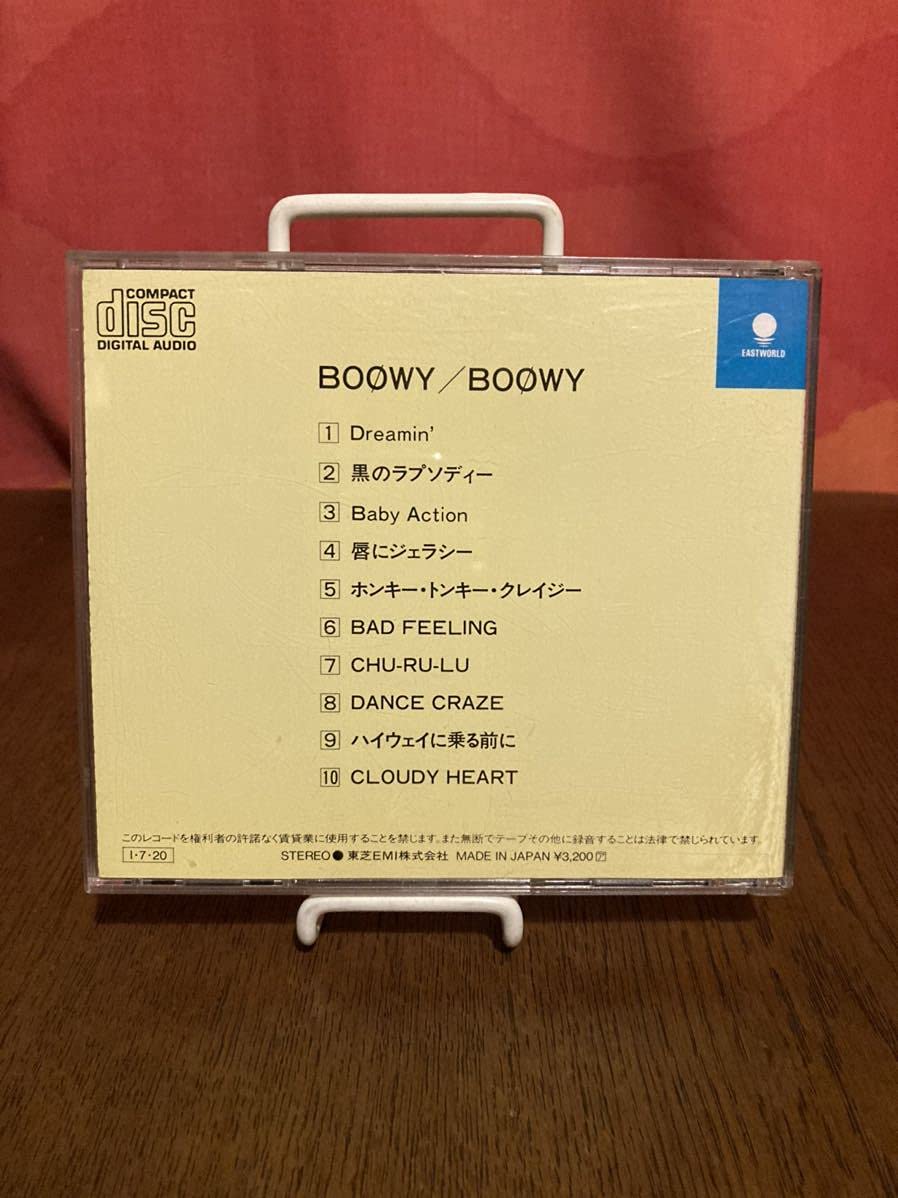 COMPACT
disc
DIGITAL AUDIO
EASTWORLD
BOØWY／BOØWY
1 Dreamin'
2 黒のラプソディー
3 Baby Action
4 唇にジェラシー
5 ホンキー・トンキー・クレイジー
6 BAD FEELING
7 CHU-RU-LU
8 DANCE CRAZE
9 ハイウェイに乗る前に
10 CLOUDY HEART
このレコードを権利者の許諾なく賃貸業に使用することを禁じます。また無断でテープその他に録音することは法律で禁じられています。
I・7・20 STEREO● 東芝EMI株式会社 MADE IN JAPAN ¥3,200 ア